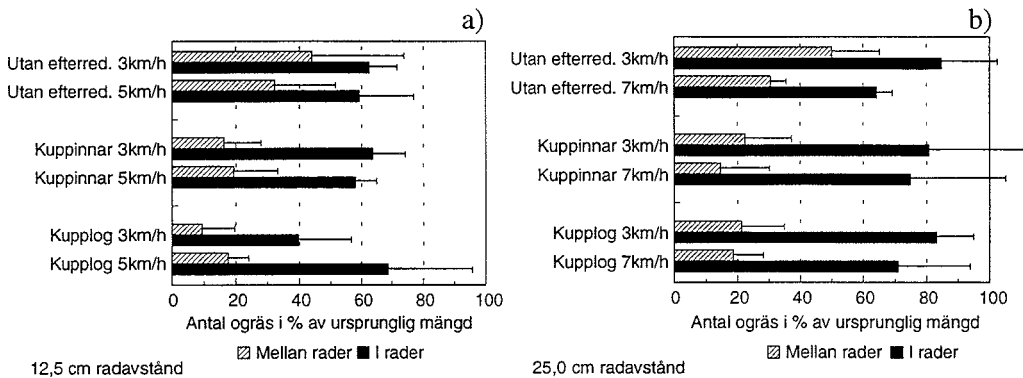 a)
Utan efterred. 3km/h
Utan efterred. 5km/h
Kuppinnar 3km/h
Kuppinnar 5km/h
Kupplog 3km/h
Kupplog 5km/h
0 20 40 60 80 100
Antal ogräs i % av ursprunglig mängd
Mellan rader I rader
12,5 cm radavstånd
b)
Utan efterred. 3km/h
Utan efterred. 7km/h
Kuppinnar 3km/h
Kuppinnar 7km/h
Kupplog 3km/h
Kupplog 7km/h
0 20 40 60 80 100
Antal ogräs i % av ursprunglig mängd
Mellan rader I rader
25,0 cm radavstånd